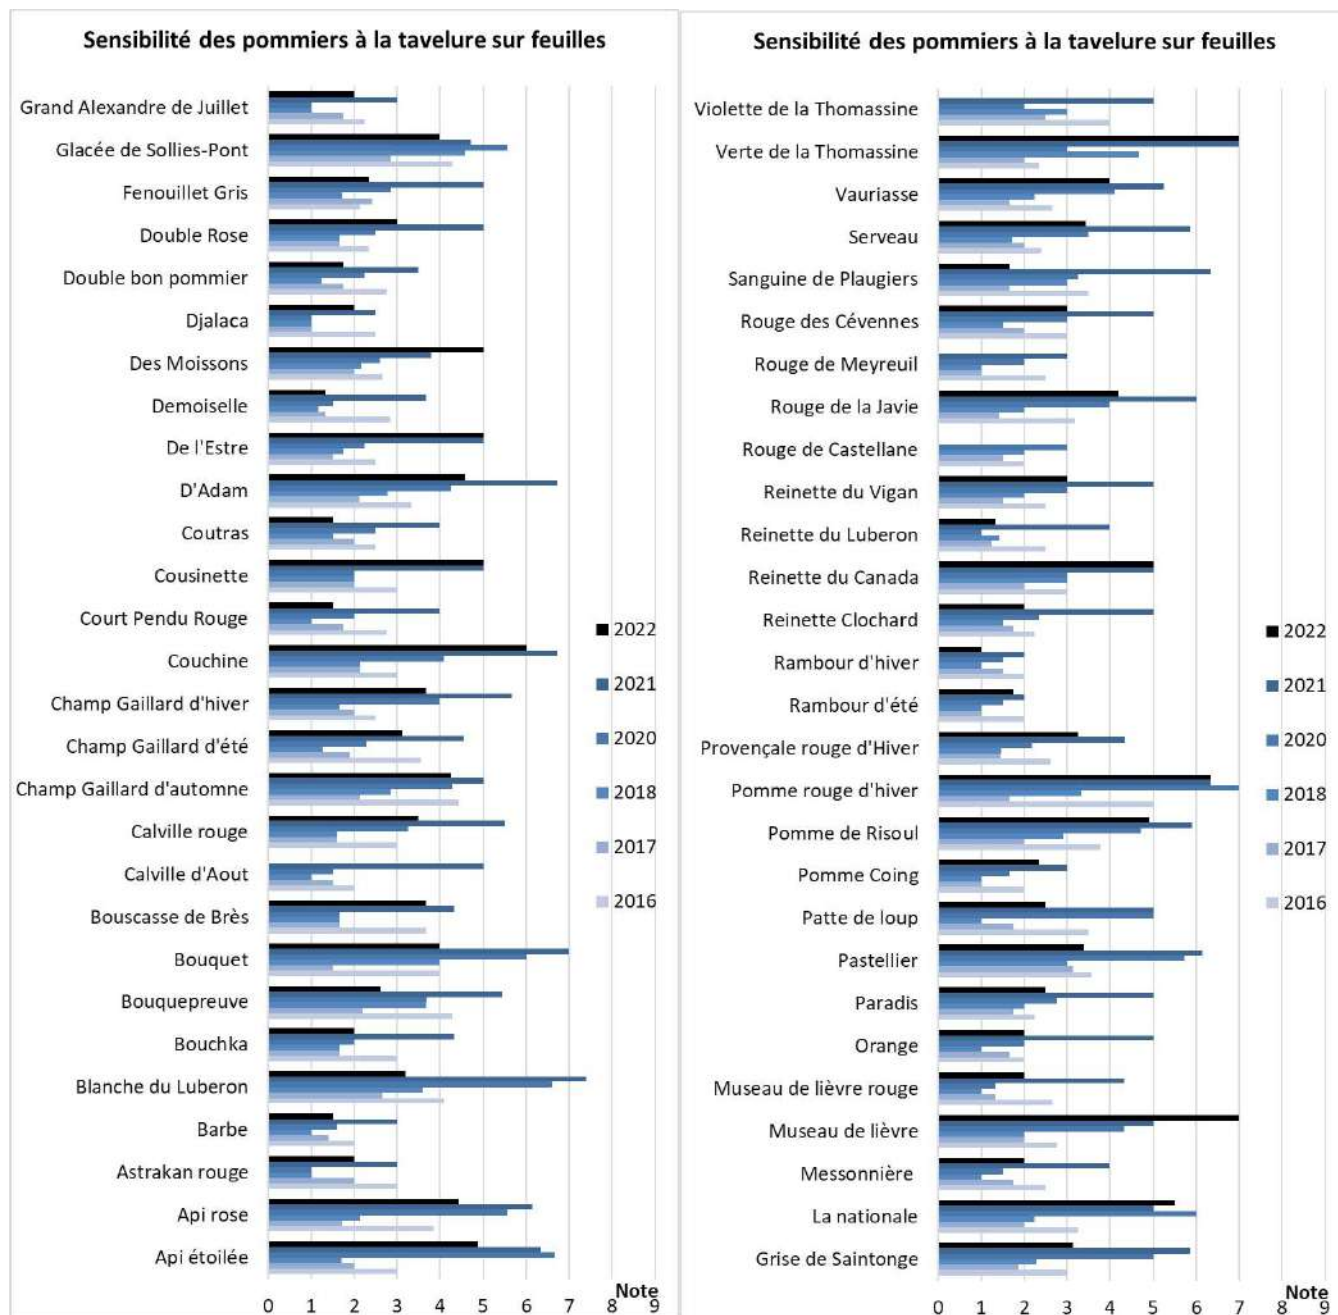 Sensibilité des pommiers à la tavelure sur feuilles
Grand Alexandre de Juillet
Glacée de Sollies-Pont
Fenouillet Gris
Double Rose
Double bon pommier
Djalaca
Des Moissons
Demoiselle
De l'Estre
D'Adam
Coutras
Cousinette
Court Pendu Rouge
Couchine
Champ Gaillard d'hiver
Champ Gaillard d'été
Champ Gaillard d'automne
Calville rouge
Calville d'Aout
Bouscasse de Brès
Bouquet
Bouquepreuve
Bouchka
Blanche du Luberon
Barbe
Astrakan rouge
Api rose
Api étoilée
2022
2021
2020
2018
2017
2016
Note
0 1 2 3 4 5 6 7 8 9
Sensibilité des pommiers à la tavelure sur feuilles
Violette de la Thomassine
Verte de la Thomassine
Vauriasse
Serveau
Sanguine de Plaugiers
Rouge des Cévennes
Rouge de Meyreuil
Rouge de la Javie
Rouge de Castellane
Reinette du Vigan
Reinette du Luberon
Reinette du Canada
Reinette Clochard
Rambour d'hiver
Rambour d'été
Provençale rouge d'Hiver
Pomme rouge d'hiver
Pomme de Risoul
Pomme Coing
Patte de loup
Pastellier
Paradis
Orange
Museau de lièvre rouge
Museau de lièvre
Messonnière
La nationale
Grise de Saintonge
2022
2021
2020
2018
2017
2016
Note
0 1 2 3 4 5 6 7 8 9